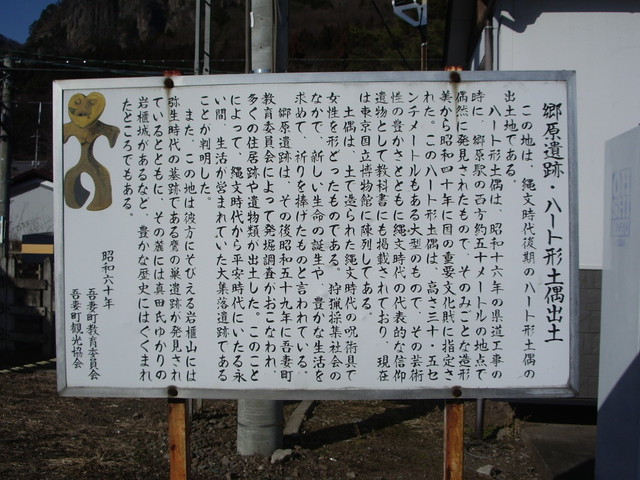 郷原遺跡・ハート形土偶出土
この地は、縄文時代後期のハート形土偶の
出土地である。
ハート形土偶は、昭和十六年の県道工事の
時に、郷原駅の西方約五十メートルの地点で
偶然に発見されたもので、そのみごとな造形
美から昭和四十年に国の重要文化財に指定さ
れた。このハート形土偶は、高さ三十・五セ
ンチメートルもある大型のもので、その芸術
性の豊かさとともに縄文時代の代表的な信仰
遺物として教科書にも掲載されており、現在
は東京国立博物館に陳列してある。
土偶は、土で造られた縄文時代の呪術具で
女性を形どったものである。狩猟採集社会の
なかで、新しい生命の誕生や、豊かな生活を
求めて、祈りを捧げたものと言われている。
郷原遺跡は、その後昭和五十九年に吾妻町
教育委員会によって発掘調査がおこなわれ、
多くの住居跡や遺物類が出土した。このこと
によって、縄文時代から平安時代にいたる永
い間、生活が営まれていた大集落遺跡である
ことが判明した。
また、この地は彼方にそびえる岩櫃山には
弥生時代の墓跡である鷹の巣遺跡が発見され
ているとともに、その麓には真田氏ゆかりの
岩櫃城があるなど、豊かな歴史にはぐくまれ
たところでもある。
昭和六十年
吾妻町教育委員会
吾妻町観光協会